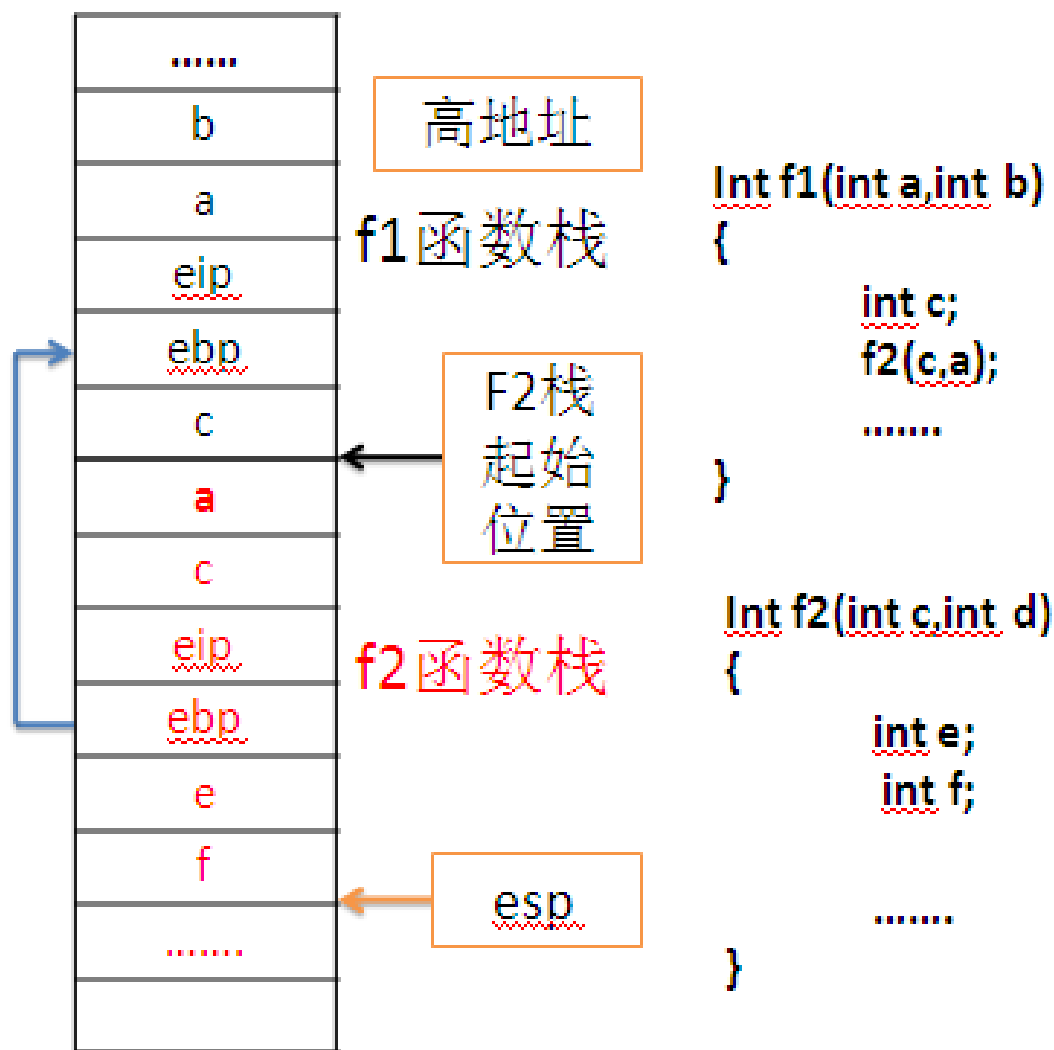 ......
b
a
eip
ebp
c
a
c
eip
ebp
e
f
.......
高地址
f1函数栈
F2栈
起始
位置
f2函数栈
esp
Int f1(int a,int b)
{
int c;
f2(c,a);
.......
}
Int f2(int c,int d)
{
int e;
int f;
.......
}